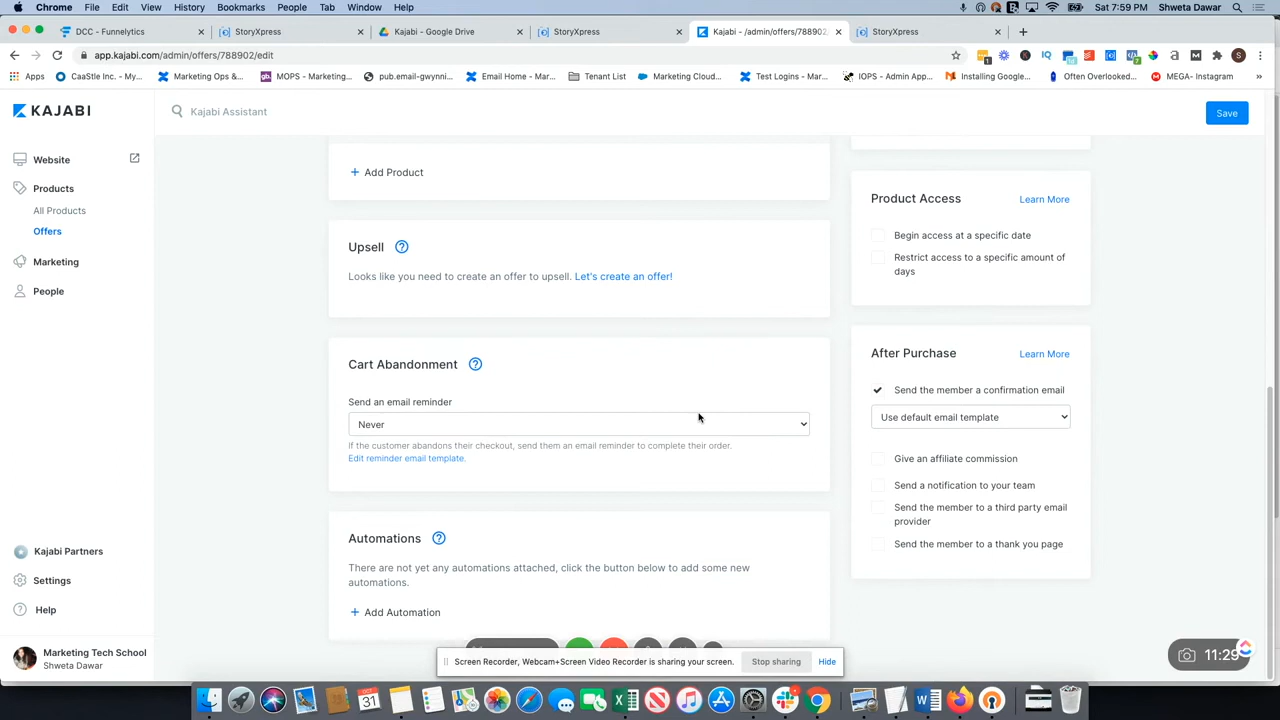 Chrome File Edit View History Bookmarks People Tab Window Help Sat 7:59 PM Shweta Dawar
DCC - Funnelytics StoryXpress Kajabi - Google Drive StoryXpress Kajabi - /admin/offers/788902 StoryXpress
app.kajabi.com/admin/offers/788902/edit
Apps CaaStle Inc. - My... Marketing Ops &... MOPS - Marketing... pub.email-gwynni... Email Home - Mar... Tenant List Marketing Cloud... Test Logins - Mar... IOPS - Admin App... Installing Google... Often Overlooked... MEGA- Instagram »
KAJABI
Kajabi Assistant
Save
Website
Products
All Products
Offers
Marketing
People
Kajabi Partners
Settings
Help
Marketing Tech School
Shweta Dawar
+ Add Product
Upsell ?
Looks like you need to create an offer to upsell. Let's create an offer!
Cart Abandonment ?
Send an email reminder
Never
If the customer abandons their checkout, send them an email reminder to complete their order.
Edit reminder email template.
Automations ?
There are not yet any automations attached, click the button below to add some new
automations.
+ Add Automation
Product Access Learn More
Begin access at a specific date
Restrict access to a specific amount of
days
After Purchase Learn More
Send the member a confirmation email
Use default email template
Give an affiliate commission
Send a notification to your team
Send the member to a third party email
provider
Send the member to a thank you page
Screen Recorder, Webcam+Screen Video Recorder is sharing your screen. Stop sharing Hide
11:29